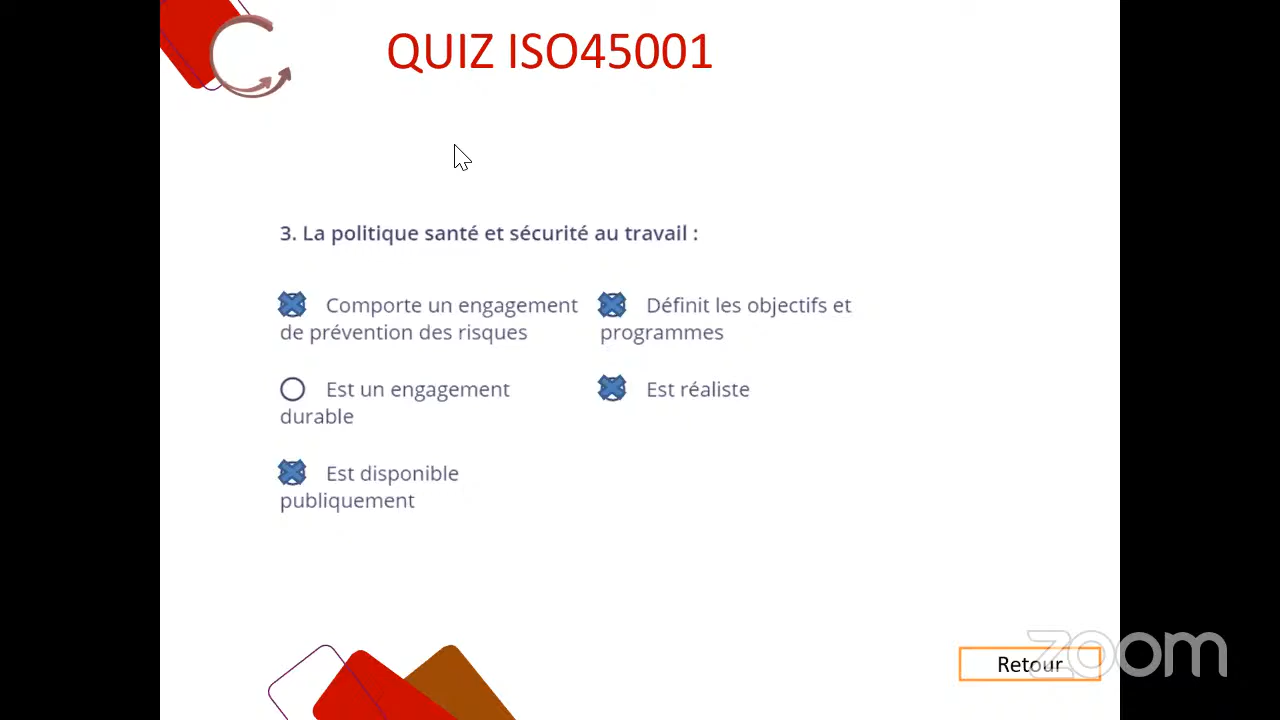 QUIZ ISO45001
3. La politique santé et sécurité au travail :
Comporte un engagement
de prévention des risques
Définit les objectifs et
programmes
Est un engagement
durable
Est réaliste
Est disponible
publiquement
Retour
zoom